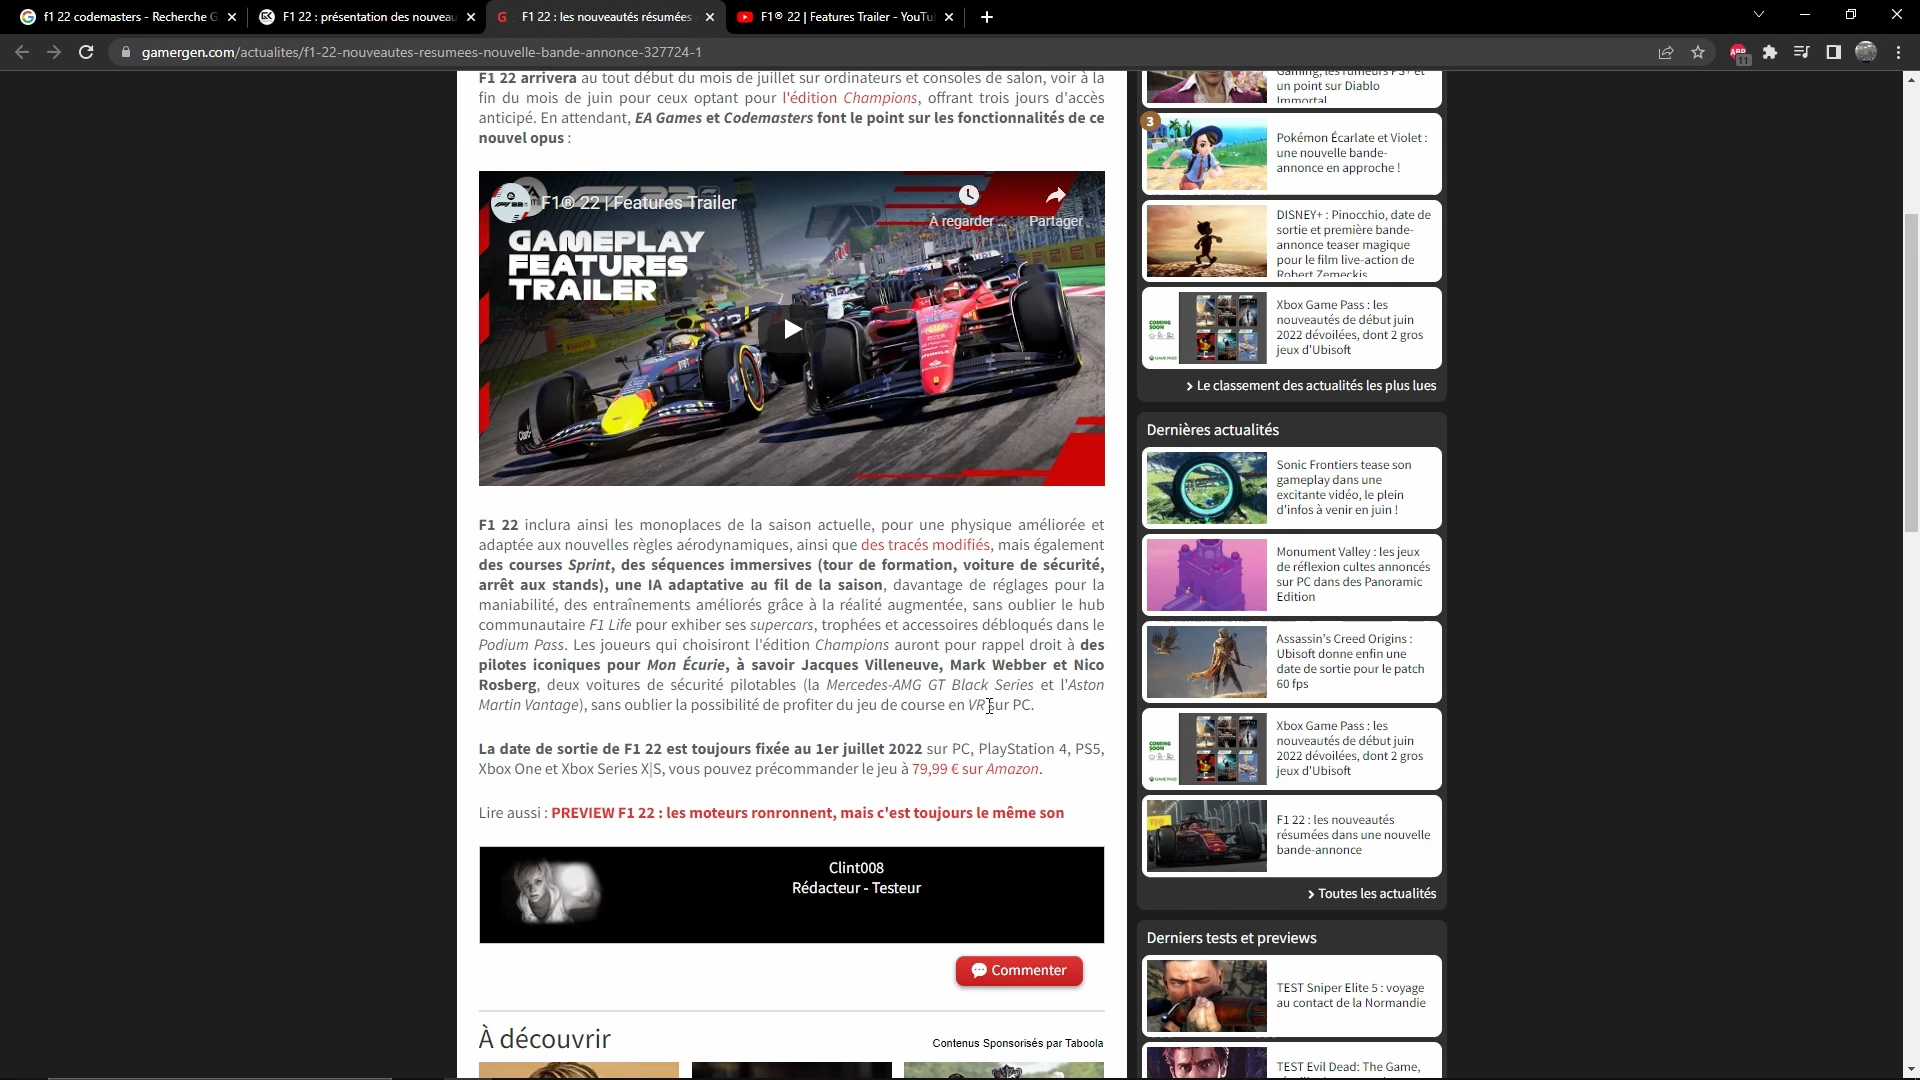 f1 22 codemasters - Recherche G
F1 22 : présentation des nouveau
F1 22 : les nouveautés résumées
F1® 22 | Features Trailer - YouTu
gamergen.com/actualites/f1-22-nouveautes-resumees-nouvelle-bande-annonce-327724-1
ABP
11
F1 22 arrivera au tout début du mois de juillet sur ordinateurs et consoles de salon, voir à la
fin du mois de juin pour ceux optant pour l'édition Champions, offrant trois jours d'accès
anticipé. En attendant, EA Games et Codemasters font le point sur les fonctionnalités de ce
nouvel opus :
F1® 22 | Features Trailer
À regarder ...
Partager
GAMEPLAY
FEATURES
TRAILER
F1 22 inclura ainsi les monoplaces de la saison actuelle, pour une physique améliorée et
adaptée aux nouvelles règles aérodynamiques, ainsi que des tracés modifiés, mais également
des courses Sprint, des séquences immersives (tour de formation, voiture de sécurité,
arrêt aux stands), une IA adaptative au fil de la saison, davantage de réglages pour la
maniabilité, des entraînements améliorés grâce à la réalité augmentée, sans oublier le hub
communautaire F1 Life pour exhiber ses supercars, trophées et accessoires débloqués dans le
Podium Pass. Les joueurs qui choisiront l'édition Champions auront pour rappel droit à des
pilotes iconiques pour Mon Écurie, à savoir Jacques Villeneuve, Mark Webber et Nico
Rosberg, deux voitures de sécurité pilotables (la Mercedes-AMG GT Black Series et l'Aston
Martin Vantage), sans oublier la possibilité de profiter du jeu de course en VR sur PC.
La date de sortie de F1 22 est toujours fixée au 1er juillet 2022 sur PC, PlayStation 4, PS5,
Xbox One et Xbox Series X|S, vous pouvez précommander le jeu à 79,99 € sur Amazon.
Lire aussi : PREVIEW F1 22 : les moteurs ronronnent, mais c'est toujours le même son
Clint008
Rédacteur - Testeur
Commenter
À découvrir
Contenus Sponsorisés par Taboola
Gaming, les rumeurs PS+ et
un point sur Diablo
Immortal
3
Pokémon Écarlate et Violet :
une nouvelle bande-
annonce en approche !
DISNEY+ : Pinocchio, date de
sortie et première bande-
annonce teaser magique
pour le film live-action de
Robert Zemeckis
COMING
SOON
GAME PASS
Xbox Game Pass : les
nouveautés de début juin
2022 dévoilées, dont 2 gros
jeux d'Ubisoft
Le classement des actualités les plus lues
Dernières actualités
Sonic Frontiers tease son
gameplay dans une
excitante vidéo, le plein
d'infos à venir en juin !
Monument Valley : les jeux
de réflexion cultes annoncés
sur PC dans des Panoramic
Edition
Assassin's Creed Origins :
Ubisoft donne enfin une
date de sortie pour le patch
60 fps
COMING
SOON
GAME PASS
Xbox Game Pass : les
nouveautés de début juin
2022 dévoilées, dont 2 gros
jeux d'Ubisoft
F1 22 : les nouveautés
résumées dans une nouvelle
bande-annonce
Toutes les actualités
Derniers tests et previews
TEST Sniper Elite 5 : voyage
au contact de la Normandie
TEST Evil Dead: The Game,